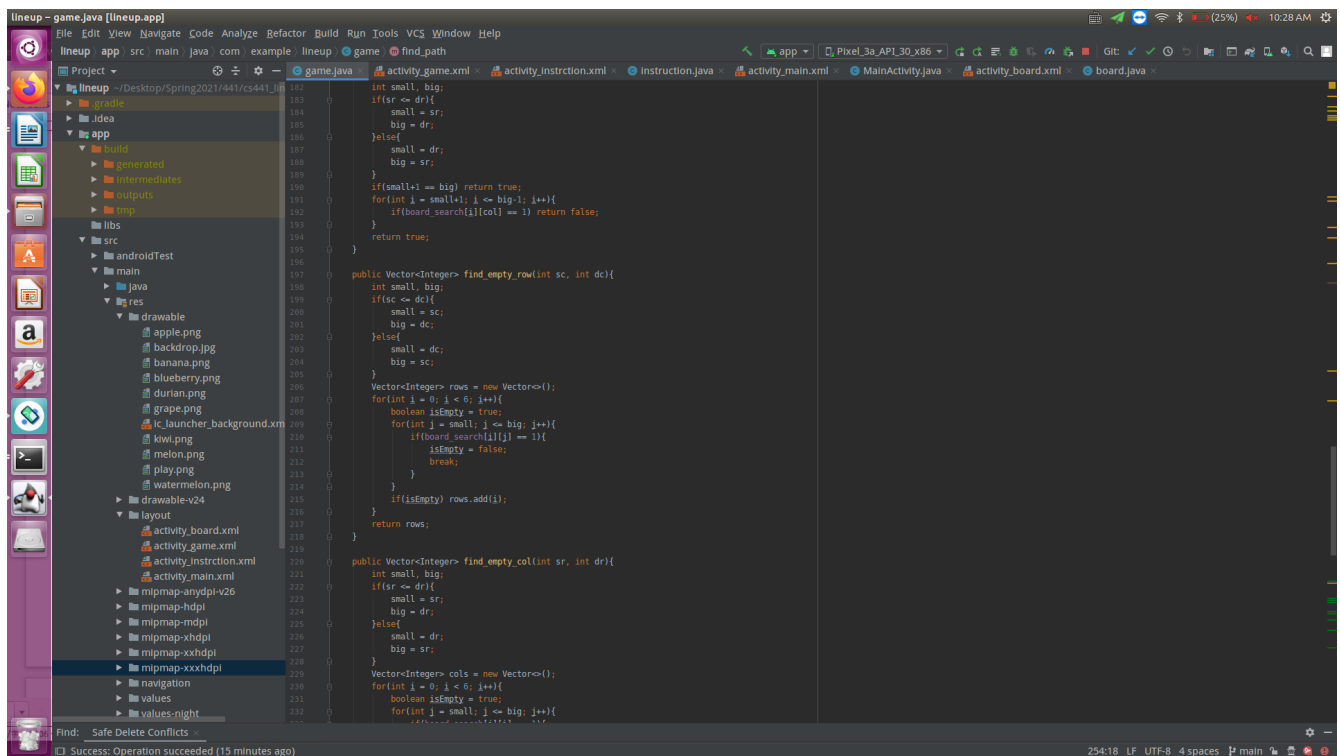 lineup – game.java [lineup.app]
(25%)
10:28 AM
File Edit View Navigate Code Analyze Refactor Build Run Tools VCS Window Help
lineup app src main java com example lineup game find_path
app
Pixel_3a_API_30_x86
Git:
Project
game.java
activity_game.xml
activity_instrction.xml
Instruction.java
activity_main.xml
MainActivity.java
activity_board.xml
board.java
lineup ~/Desktop/Spring2021/441/cs441_lin
.gradle
.idea
app
build
generated
intermediates
outputs
tmp
libs
src
androidTest
main
java
res
drawable
apple.png
backdrop.jpg
banana.png
blueberry.png
durian.png
grape.png
ic_launcher_background.xm
kiwi.png
melon.png
play.png
watermelon.png
drawable-v24
layout
activity_board.xml
activity_game.xml
activity_instrction.xml
activity_main.xml
mipmap-anydpi-v26
mipmap-hdpi
mipmap-mdpi
mipmap-xhdpi
mipmap-xxhdpi
mipmap-xxxhdpi
navigation
values
values-night
182 int small, big;
183 if(sr <= dr){
184 small = sr;
185 big = dr;
186 }else{
187 small = dr;
188 big = sr;
189 }
190 if(small+1 == big) return true;
191 for(int i = small+1; i <= big-1; i++){
192 if(board_search[i][col] == 1) return false;
193 }
194 return true;
195 }
196
197 public Vector<Integer> find_empty_row(int sc, int dc){
198 int small, big;
199 if(sc <= dc){
200 small = sc;
201 big = dc;
202 }else{
203 small = dc;
204 big = sc;
205 }
206 Vector<Integer> rows = new Vector<>();
207 for(int i = 0; i < 6; i++){
208 boolean isEmpty = true;
209 for(int j = small; j <= big; j++){
210 if(board_search[i][j] == 1){
211 isEmpty = false;
212 break;
213 }
214 }
215 if(isEmpty) rows.add(i);
216 }
217 return rows;
218 }
219
220 public Vector<Integer> find_empty_col(int sr, int dr){
221 int small, big;
222 if(sr <= dr){
223 small = sr;
224 big = dr;
225 }else{
226 small = dr;
227 big = sr;
228 }
229 Vector<Integer> cols = new Vector<>();
230 for(int i = 0; i < 6; i++){
231 boolean isEmpty = true;
232 for(int j = small; j <= big; j++){
Find: Safe Delete Conflicts
Success: Operation succeeded (15 minutes ago)
254:18 LF UTF-8 4 spaces main